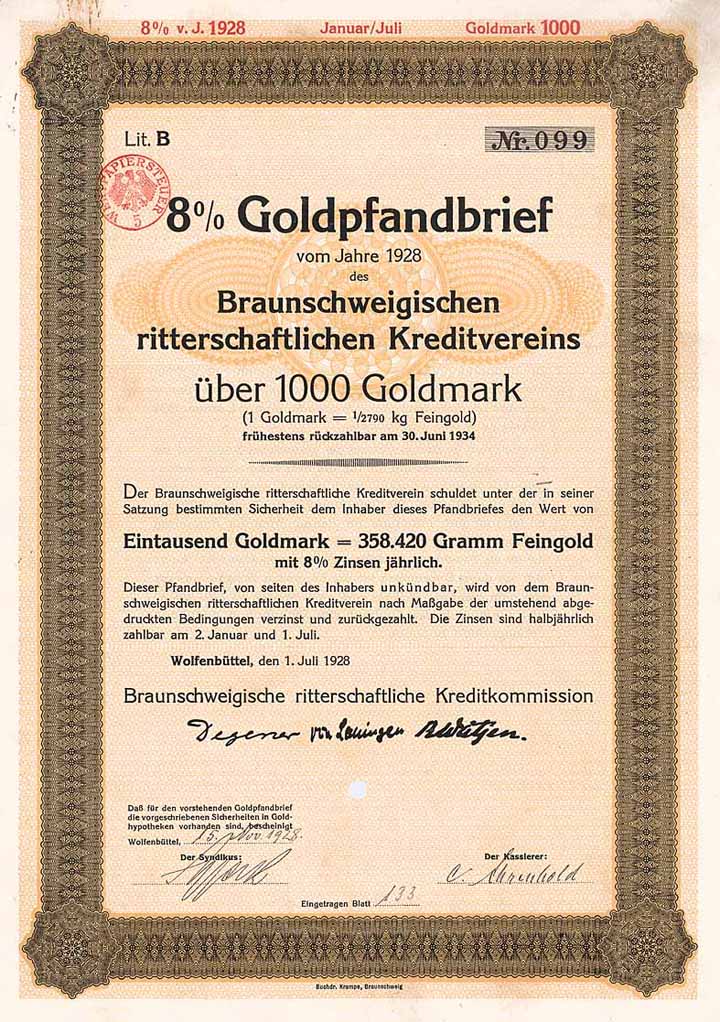 8% v. J. 1928 Januar/Juli Goldmark 1000
Lit. B Nr. 099
WERTPAPIERSTEUER
5
8% Goldpfandbrief
vom Jahre 1928
des
Braunschweigischen
ritterschaftlichen Kreditvereins
über 1000 Goldmark
(1 Goldmark = 1/2790 kg Feingold)
frühestens rückzahlbar am 30. Juni 1934
Der Braunschweigische ritterschaftliche Kreditverein schuldet unter der in seiner
Satzung bestimmten Sicherheit dem Inhaber dieses Pfandbriefes den Wert von
Eintausend Goldmark = 358.420 Gramm Feingold
mit 8% Zinsen jährlich.
Dieser Pfandbrief, von seiten des Inhabers unkündbar, wird von dem Braun-
schweigischen ritterschaftlichen Kreditverein nach Maßgabe der umstehend abge-
druckten Bedingungen verzinst und zurückgezahlt. Die Zinsen sind halbjährlich
zahlbar am 2. Januar und 1. Juli.
Wolfenbüttel, den 1. Juli 1928
Braunschweigische ritterschaftliche Kreditkommission
Degener
Daß für den vorstehenden Goldpfandbrief
die vorgeschriebenen Sicherheiten in Gold-
hypotheken vorhanden sind, bescheinigt
Wolfenbüttel, 15. Nov. 1928.
Der Syndikus: Der Kassierer:
Eingetragen Blatt 133
Buchdr. Krampe, Braunschweig